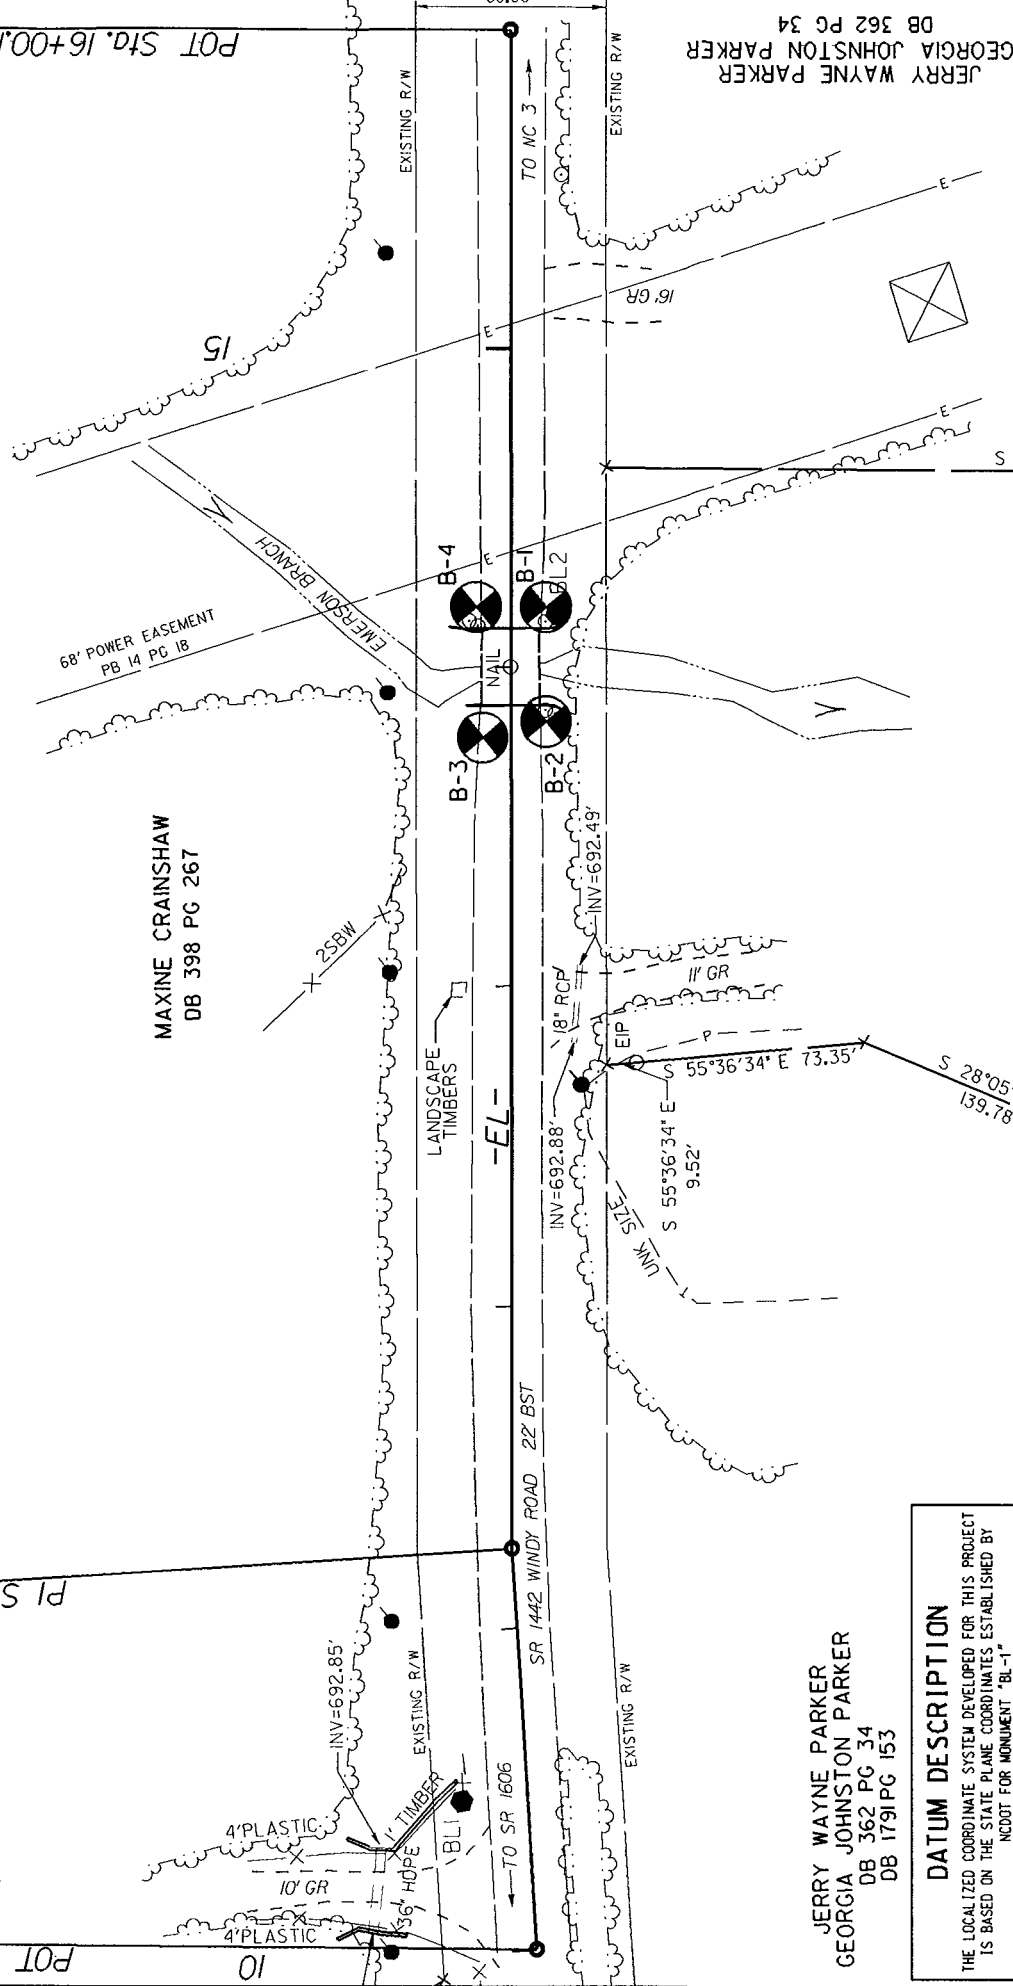 POT Sta. 16+00.
EXISTING R/W
TO NC 3
EXISTING R/W
JERRY WAYNE PARKER
GEORGIA JOHNSTON PARKER
DB 362 PG 34
E
E
16' GR
15
E
S
E
B-4
B-1
BL2
EMERSON BRANCH
68' POWER EASEMENT
PB 14 PG 18
NAIL
B-3
B-2
MAXINE CRAINSHAW
DB 398 PG 267
2SBW
INV=692.49'
LANDSCAPE
TIMBERS
18" RCP
11' GR
EIP
P
S 55°36'34" E 73.35'
S 28°05'
139.78
-EL-
INV=692.88'
S 55°36'34" E
9.52'
UNK SIZE
T
SR 1442 WINDY ROAD 22' BST
PI S
INV=692.85'
EXISTING R/W
EXISTING R/W
4' PLASTIC
1' TIMBER
BL1
TO SR 1606
10' GR
36" HDPE
4' PLASTIC
10
POT
JERRY WAYNE PARKER
GEORGIA JOHNSTON PARKER
DB 362 PG 34
DB 1791 PG 153
DATUM DESCRIPTION
THE LOCALIZED COORDINATE SYSTEM DEVELOPED FOR THIS PROJECT
IS BASED ON THE STATE PLANE COORDINATES ESTABLISHED BY
NCDOT FOR MONUMENT "BL-1"